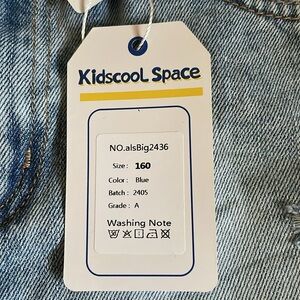 Kidscool Space
NO.alsBig2436
Size: 160
Color: Blue
Batch: 2405
Grade: A
Washing Note